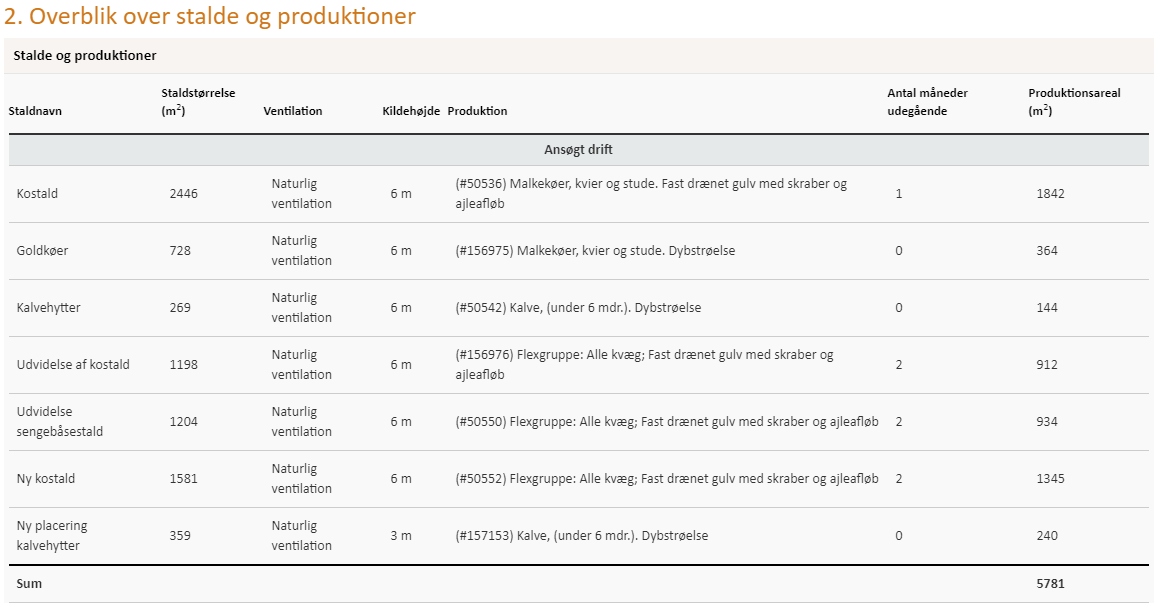 2. Overblik over stalde og produktioner
Stalde og produktioner
Staldnavn Staldstørrelse (m²) Ventilation Kildehøjde Produktion Antal måneder udegående Produktionsareal (m²)
Ansøgt drift
Kostald 2446 Naturlig ventilation 6 m (#50536) Malkekøer, kvier og stude. Fast drænet gulv med skraber og ajleafløb 1 1842
Goldkøer 728 Naturlig ventilation 6 m (#156975) Malkekøer, kvier og stude. Dybstrøelse 0 364
Kalvehytter 269 Naturlig ventilation 6 m (#50542) Kalve, (under 6 mdr.). Dybstrøelse 0 144
Udvidelse af kostald 1198 Naturlig ventilation 6 m (#156976) Flexgruppe: Alle kvæg; Fast drænet gulv med skraber og ajleafløb 2 912
Udvidelse sengebåsestald 1204 Naturlig ventilation 6 m (#50550) Flexgruppe: Alle kvæg; Fast drænet gulv med skraber og ajleafløb 2 934
Ny kostald 1581 Naturlig ventilation 6 m (#50552) Flexgruppe: Alle kvæg; Fast drænet gulv med skraber og ajleafløb 2 1345
Ny placering kalvehytter 359 Naturlig ventilation 3 m (#157153) Kalve, (under 6 mdr.). Dybstrøelse 0 240
Sum 5781